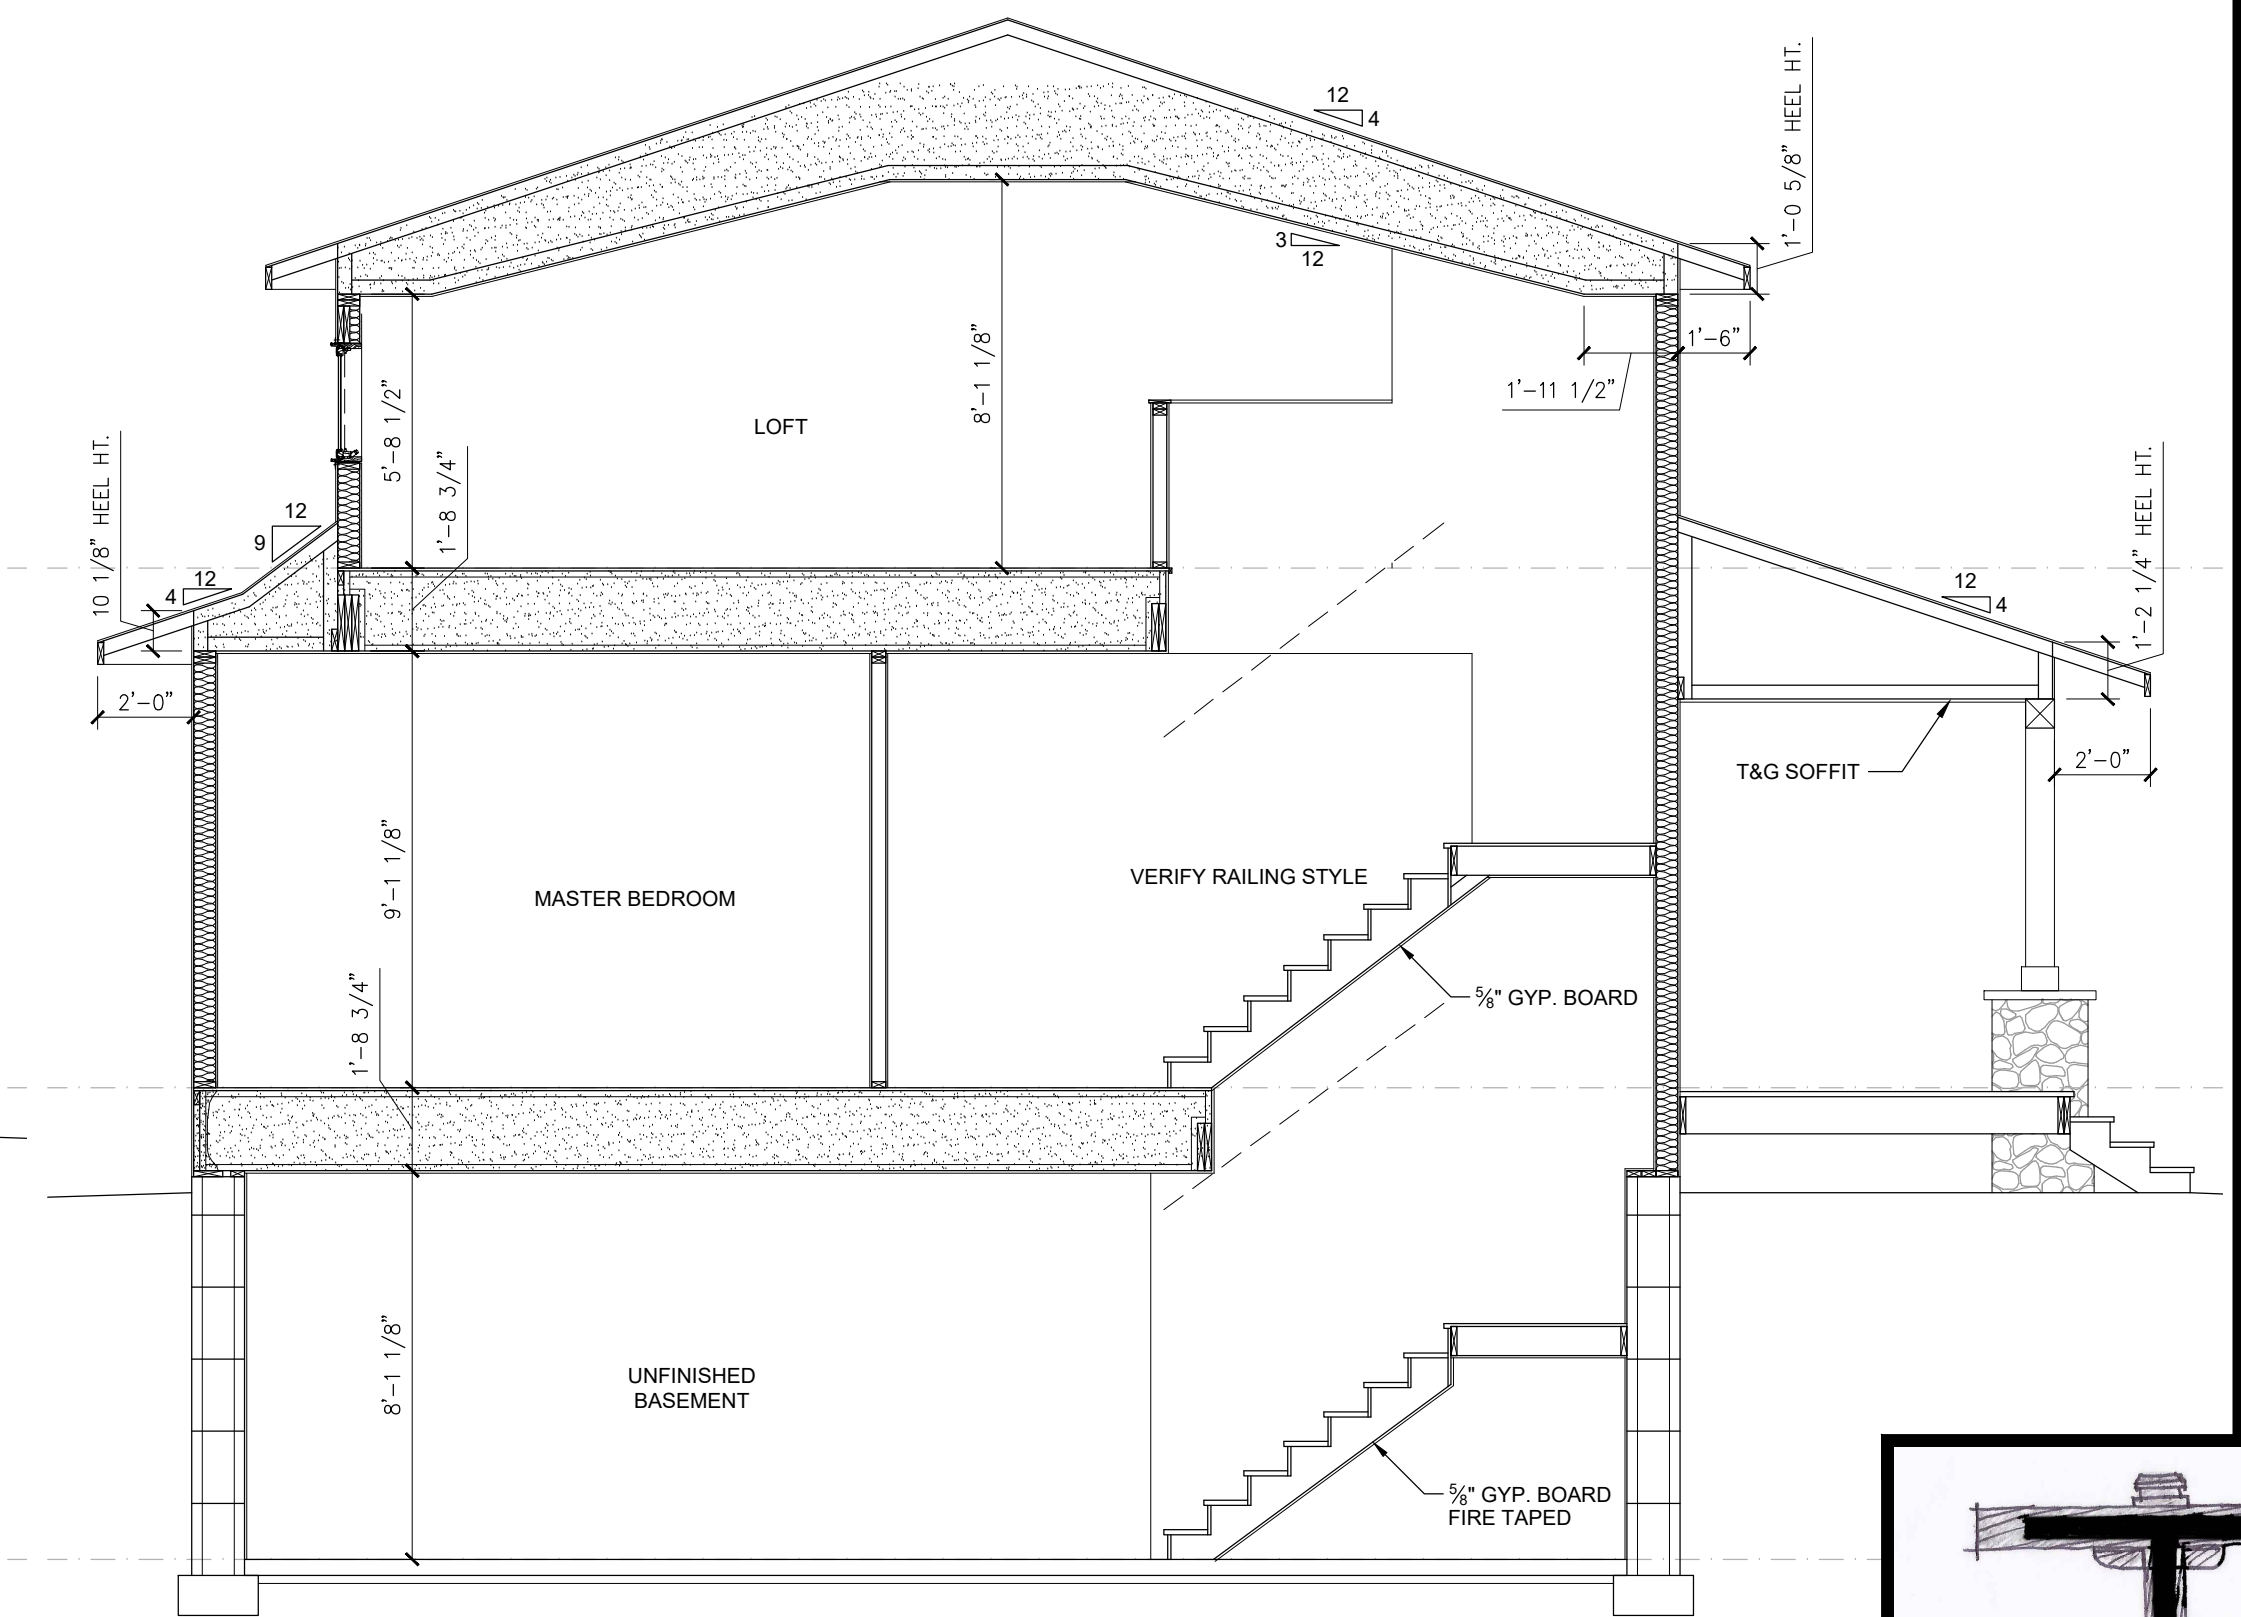 12
4
1'-0 5/8" HEEL HT.
3
12
8'-1 1/8"
1'-6"
1'-11 1/2"
LOFT
5'-8 1/2"
1'-8 3/4"
10 1/8" HEEL HT.
12
9
12
4
2'-0"
12
4
1'-2 1/4" HEEL HT.
T&G SOFFIT
2'-0"
9'-1 1/8"
MASTER BEDROOM
VERIFY RAILING STYLE
5/8" GYP. BOARD
1'-8 3/4"
8'-1 1/8"
UNFINISHED
BASEMENT
5/8" GYP. BOARD
FIRE TAPED